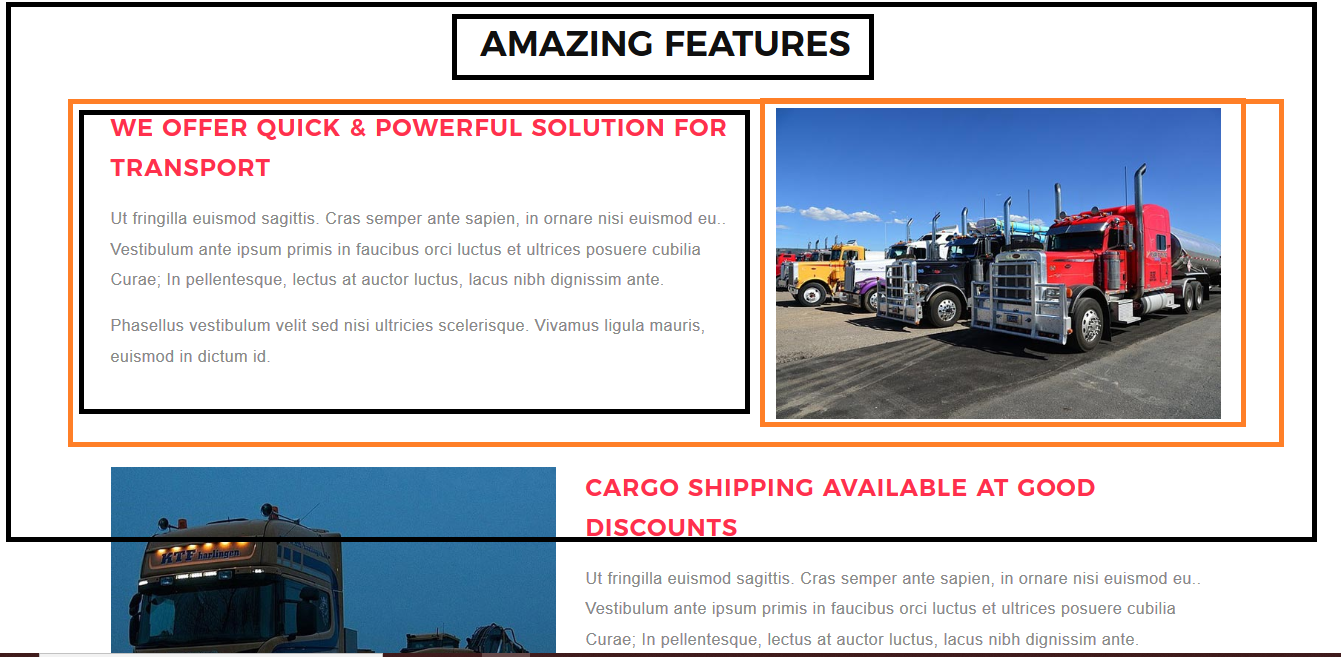 AMAZING FEATURES
WE OFFER QUICK & POWERFUL SOLUTION FOR
TRANSPORT
Ut fringilla euismod sagittis. Cras semper ante sapien, in ornare nisi euismod eu..
Vestibulum ante ipsum primis in faucibus orci luctus et ultrices posuere cubilia
Curae; In pellentesque, lectus at auctor luctus, lacus nibh dignissim ante.
Phasellus vestibulum velit sed nisi ultricies scelerisque. Vivamus ligula mauris,
euismod in dictum id.
CARGO SHIPPING AVAILABLE AT GOOD
DISCOUNTS
KTF harlingen
Ut fringilla euismod sagittis. Cras semper ante sapien, in ornare nisi euismod eu..
Vestibulum ante ipsum primis in faucibus orci luctus et ultrices posuere cubilia
Curae; In pellentesque, lectus at auctor luctus, lacus nibh dignissim ante.